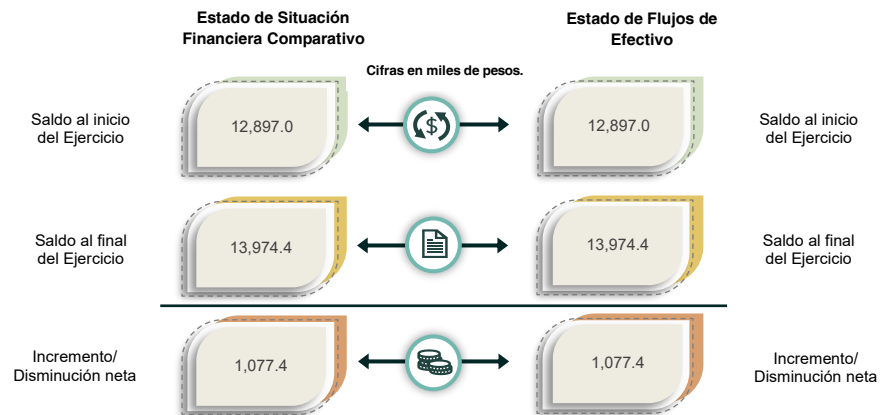 Estado de Situación
Financiera Comparativo
Estado de Flujos de
Efectivo
Cifras en miles de pesos.
Saldo al inicio
del Ejercicio
12,897.0
$
12,897.0
Saldo al inicio
del Ejercicio
Saldo al final
del Ejercicio
13,974.4
13,974.4
Saldo al final
del Ejercicio
Incremento/
Disminución neta
1,077.4
1,077.4
Incremento/
Disminución neta